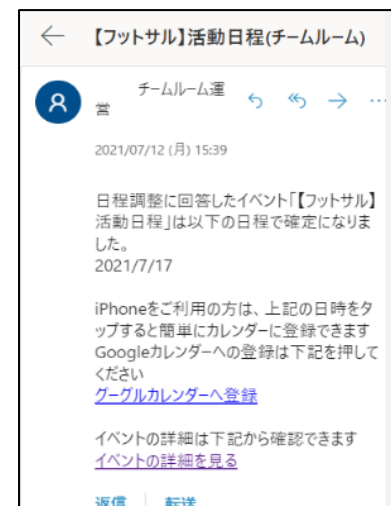 【フットサル】活動日程(チームルーム)
チームルーム運
営
2021/07/12 (月) 15:39
日程調整に回答したイベント「【フットサル】
活動日程」は以下の日程で確定になりま
した。
2021/7/17
iPhoneをご利用の方は、上記の日時をタ
ップすると簡単にカレンダーに登録できます
Googleカレンダーへの登録は下記を押して
ください
グーグルカレンダーへ登録
イベントの詳細は下記から確認できます
イベントの詳細を見る
返信 | 転送